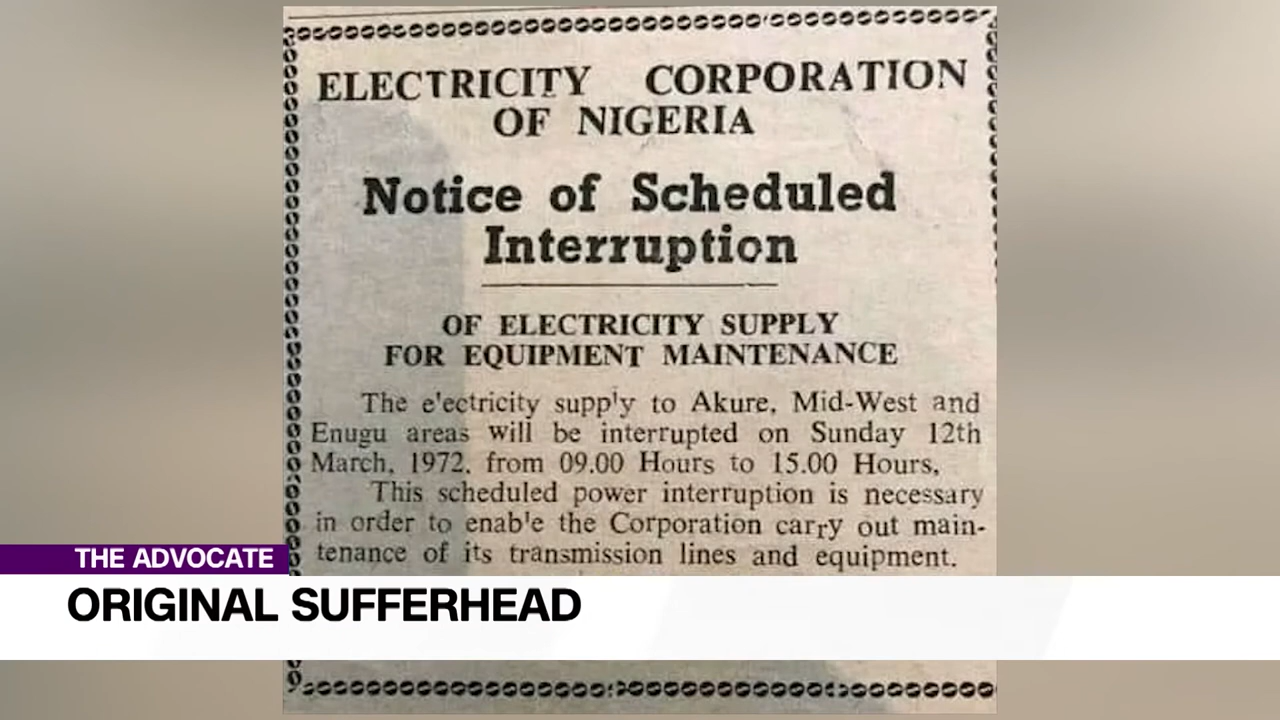 ELECTRICITY CORPORATION
OF NIGERIA
Notice of Scheduled
Interruption
OF ELECTRICITY SUPPLY
FOR EQUIPMENT MAINTENANCE
The e'ectricity supp'y to Akure, Mid-West and
Enugu areas will be interrupted on Sunday 12th
March, 1972, from 09.00 Hours to 15.00 Hours,
This scheduled power interruption is necessary
in order to enab'e the Corporation carry out main-
tenance of its transmission lines and equipment.
THE ADVOCATE
ORIGINAL SUFFERHEAD